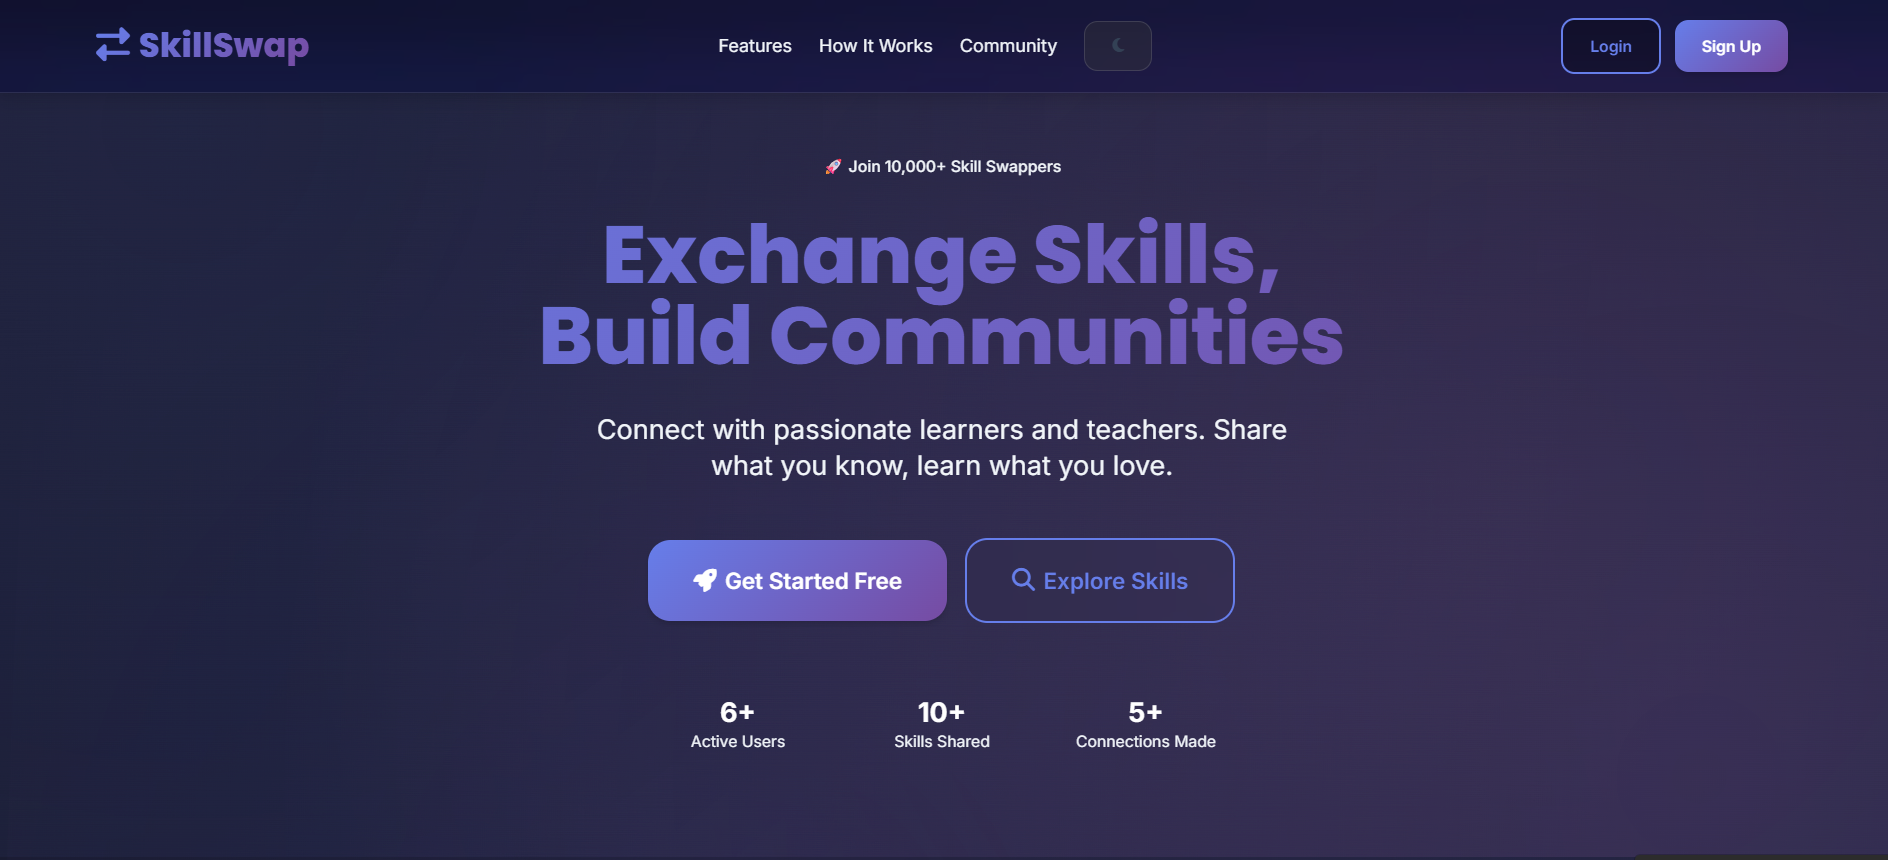 SkillSwap
Features
How It Works
Community
Login
Sign Up
🚀 Join 10,000+ Skill Swappers
Exchange Skills,
Build Communities
Connect with passionate learners and teachers. Share
what you know, learn what you love.
Get Started Free
Explore Skills
6+
Active Users
10+
Skills Shared
5+
Connections Made